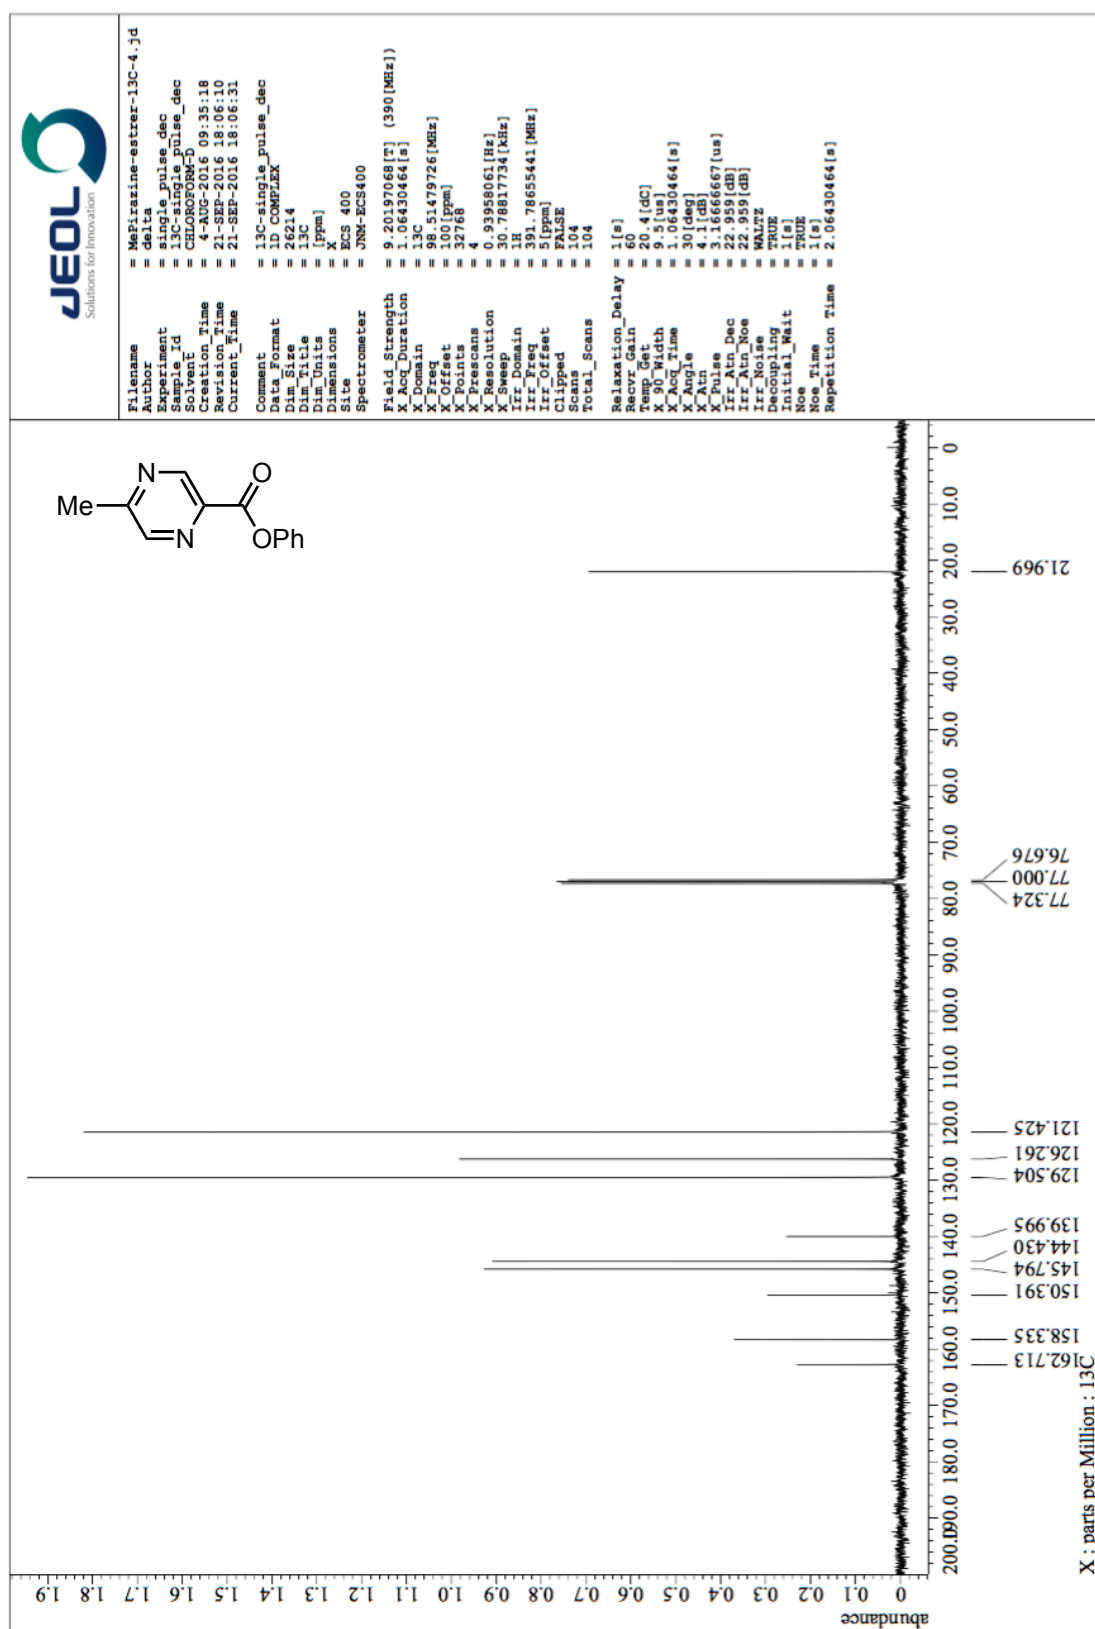 JEOL
Solutions for Innovation
Filename = MePirazine-estrer-13C-4.jd
Author = delta
Experiment = single_pulse_dec
Sample_Id = 13C-single_pulse_dec
Solvent = CHLOROFORM-D
Creation_Time = 4-AUG-2016 09:35:18
Revision_Time = 21-SEP-2016 18:06:10
Current_Time = 21-SEP-2016 18:06:31
Comment = 13C-single_pulse_dec
Data_Format = 1D COMPLEX
Dim_Size = 26214
Dim_Title = 13C
Dim_Units = [ppm]
Dimensions = X
Site = ECS 400
Spectrometer = JNM-ECS400
Field_Strength = 9.20197068[T] (390[MHz])
X_Acq_Duration = 1.06430464[s]
X_Domain = 13C
X_Freq = 98.51479726[MHz]
X_Offset = 100[ppm]
X_Points = 32768
X_Prescans = 4
X_Resolution = 0.93958061[Hz]
X_Sweep = 30.78817734[kHz]
Irr_Domain = 1H
Irr_Freq = 391.78655441[MHz]
Irr_Offset = 5[ppm]
Clipped = FALSE
Scans = 104
Total_Scans = 104
Relaxation_Delay = 1[s]
Recvr_Gain = 60
Temp_Get = 20.4[dC]
X_90_Width = 9.5[us]
X_Acq_Time = 1.06430464[s]
X_Angle = 30[deg]
X_Atn = 4.1[dB]
X_Pulse = 3.16666667[us]
Irr_Atn_Dec = 22.959[dB]
Irr_Atn_Noe = 22.959[dB]
Irr_Noise = WALTZ
Decoupling = TRUE
Initial_Wait = 1[s]
Noe = TRUE
Noe_Time = 1[s]
Repetition_Time = 2.06430464[s]
Me
N
N
O
OPh
abundance
0 0.1 0.2 0.3 0.4 0.5 0.6 0.7 0.8 0.9 1.0 1.1 1.2 1.3 1.4 1.5 1.6 1.7 1.8 1.9
200.0 190.0 180.0 170.0 160.0 150.0 140.0 130.0 120.0 110.0 100.0 90.0 80.0 70.0 60.0 50.0 40.0 30.0 20.0 10.0 0
162.713
158.335
150.391
145.794
144.430
139.995
129.504
126.261
121.425
77.324
77.000
76.676
21.969
X : parts per Million : 13C